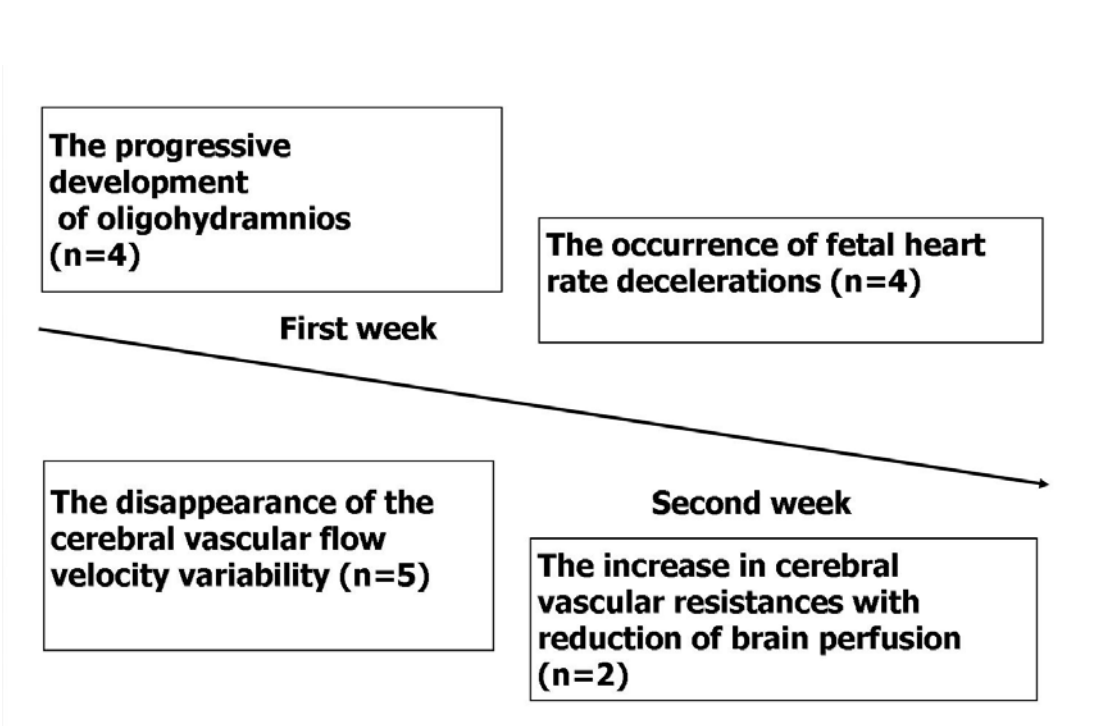 The progressive
development
of oligohydramnios
(n=4)
The occurrence of fetal heart
rate decelerations (n=4)
First week
The disappearance of the
cerebral vascular flow
velocity variability (n=5)
Second week
The increase in cerebral
vascular resistances with
reduction of brain perfusion
(n=2)